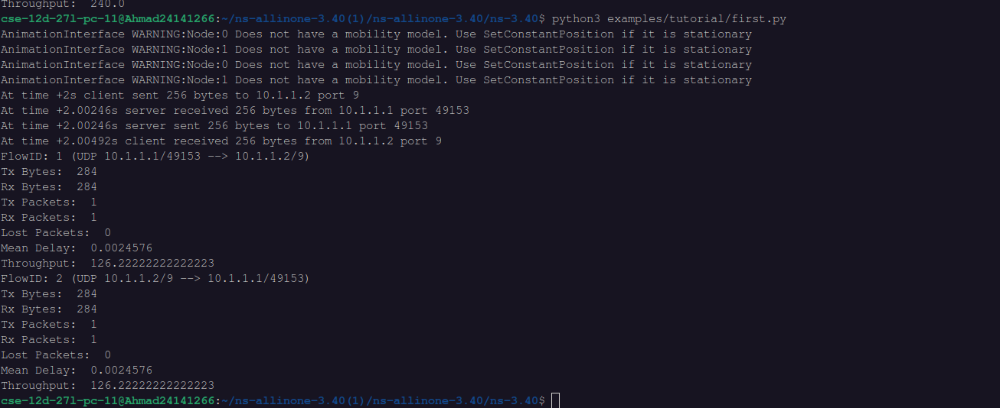 Throughput:  240.0
cse-12d-27l-pc-11@Ahmad24141266:~/ns-allinone-3.40(1)/ns-allinone-3.40/ns-3.40$ python3 examples/tutorial/first.py
AnimationInterface WARNING:Node:0 Does not have a mobility model. Use SetConstantPosition if it is stationary
AnimationInterface WARNING:Node:1 Does not have a mobility model. Use SetConstantPosition if it is stationary
AnimationInterface WARNING:Node:0 Does not have a mobility model. Use SetConstantPosition if it is stationary
AnimationInterface WARNING:Node:1 Does not have a mobility model. Use SetConstantPosition if it is stationary
At time +2s client sent 256 bytes to 10.1.1.2 port 9
At time +2.00246s server received 256 bytes from 10.1.1.1 port 49153
At time +2.00246s server sent 256 bytes to 10.1.1.1 port 49153
At time +2.00492s client received 256 bytes from 10.1.1.2 port 9
FlowID: 1 (UDP 10.1.1.1/49153 --> 10.1.1.2/9)
Tx Bytes:  284
Rx Bytes:  284
Tx Packets:  1
Rx Packets:  1
Lost Packets:  0
Mean Delay:  0.0024576
Throughput:  126.22222222222223
FlowID: 2 (UDP 10.1.1.2/9 --> 10.1.1.1/49153)
Tx Bytes:  284
Rx Bytes:  284
Tx Packets:  1
Rx Packets:  1
Lost Packets:  0
Mean Delay:  0.0024576
Throughput:  126.22222222222223
cse-12d-27l-pc-11@Ahmad24141266:~/ns-allinone-3.40(1)/ns-allinone-3.40/ns-3.40$